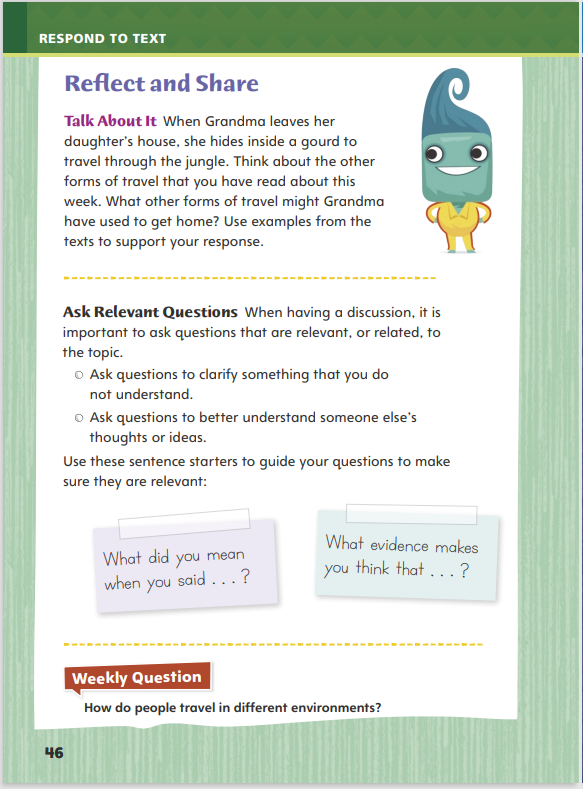 RESPOND TO TEXT
Reflect and Share
Talk About It When Grandma leaves her
daughter's house, she hides inside a gourd to
travel through the jungle. Think about the other
forms of travel that you have read about this
week. What other forms of travel might Grandma
have used to get home? Use examples from the
texts to support your response.
Ask Relevant Questions When having a discussion, it is
important to ask questions that are relevant, or related, to
the topic.
Ask questions to clarify something that you do
not understand.
Ask questions to better understand someone else's
thoughts or ideas.
Use these sentence starters to guide your questions to make
sure they are relevant:
What did you mean
when you said . . . ?
What evidence makes
you think that . . . ?
Weekly Question
How do people travel in different environments?
46